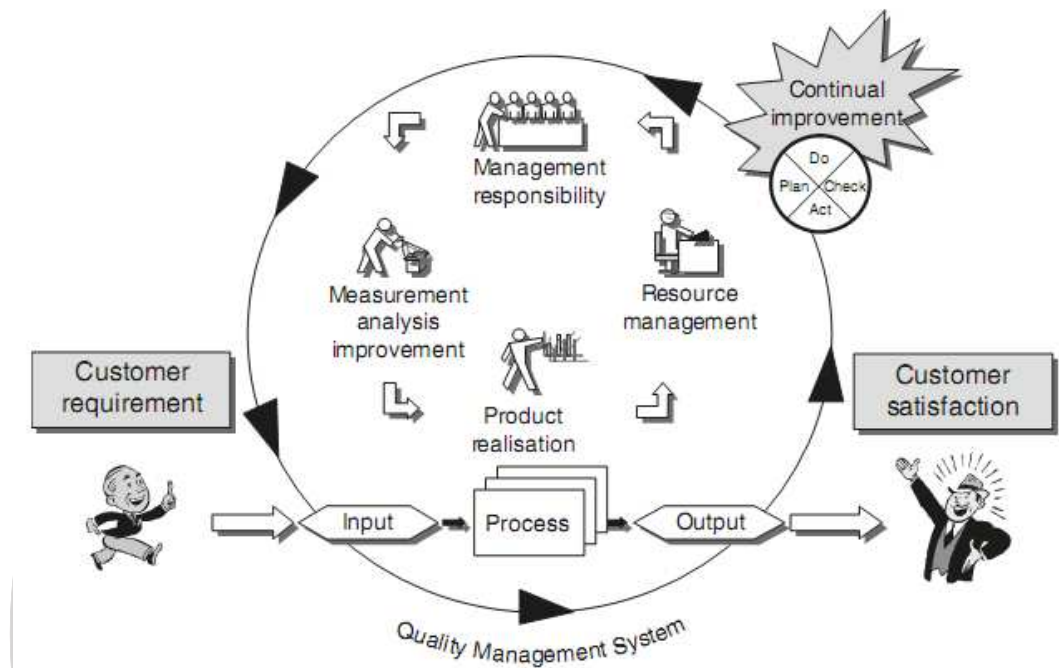 Continual
improvement
Do
Plan
Check
Act
Management
responsibility
Measurement
analysis
improvement
Resource
management
Customer
requirement
Product
realisation
Customer
satisfaction
Input
Process
Output
Quality Management System